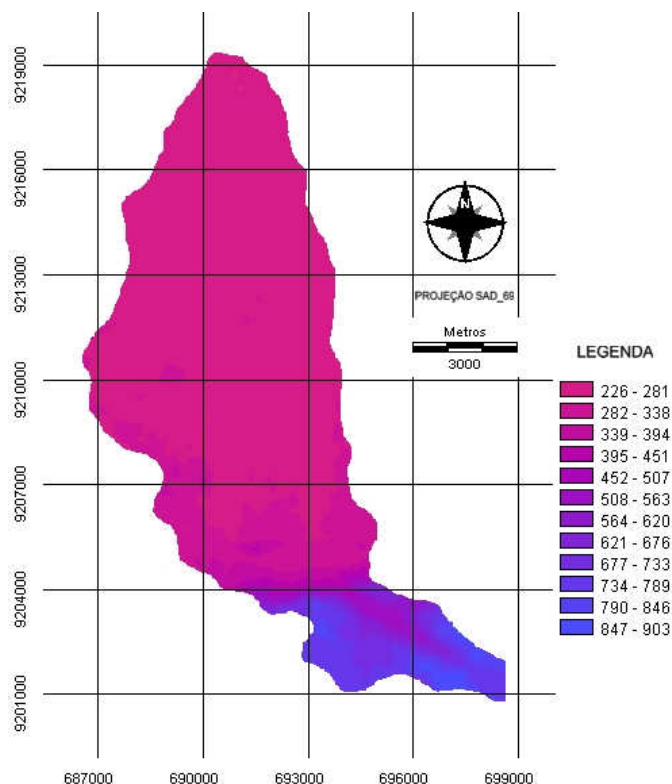 9219000
9216000
9213000
9210000
9207000
9204000
9201000
N
PROJEÇÃO SAD_69
Metros
3000
LEGENDA
226 - 281
282 - 338
339 - 394
395 - 451
452 - 507
508 - 563
564 - 620
621 - 676
677 - 733
734 - 789
790 - 846
847 - 903
687000
690000
693000
696000
699000